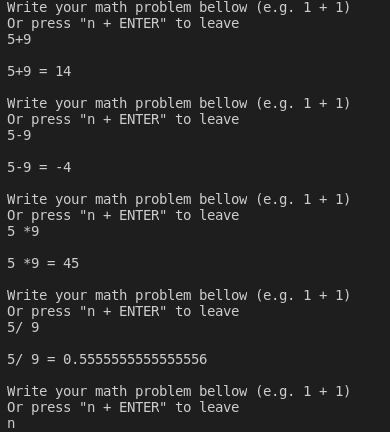 Write your math problem bellow (e.g. 1 + 1)
Or press "n + ENTER" to leave
5+9
5+9 = 14
Write your math problem bellow (e.g. 1 + 1)
Or press "n + ENTER" to leave
5-9
5-9 = -4
Write your math problem bellow (e.g. 1 + 1)
Or press "n + ENTER" to leave
5 *9
5 *9 = 45
Write your math problem bellow (e.g. 1 + 1)
Or press "n + ENTER" to leave
5/ 9
5/ 9 = 0.5555555555555556
Write your math problem bellow (e.g. 1 + 1)
Or press "n + ENTER" to leave
n